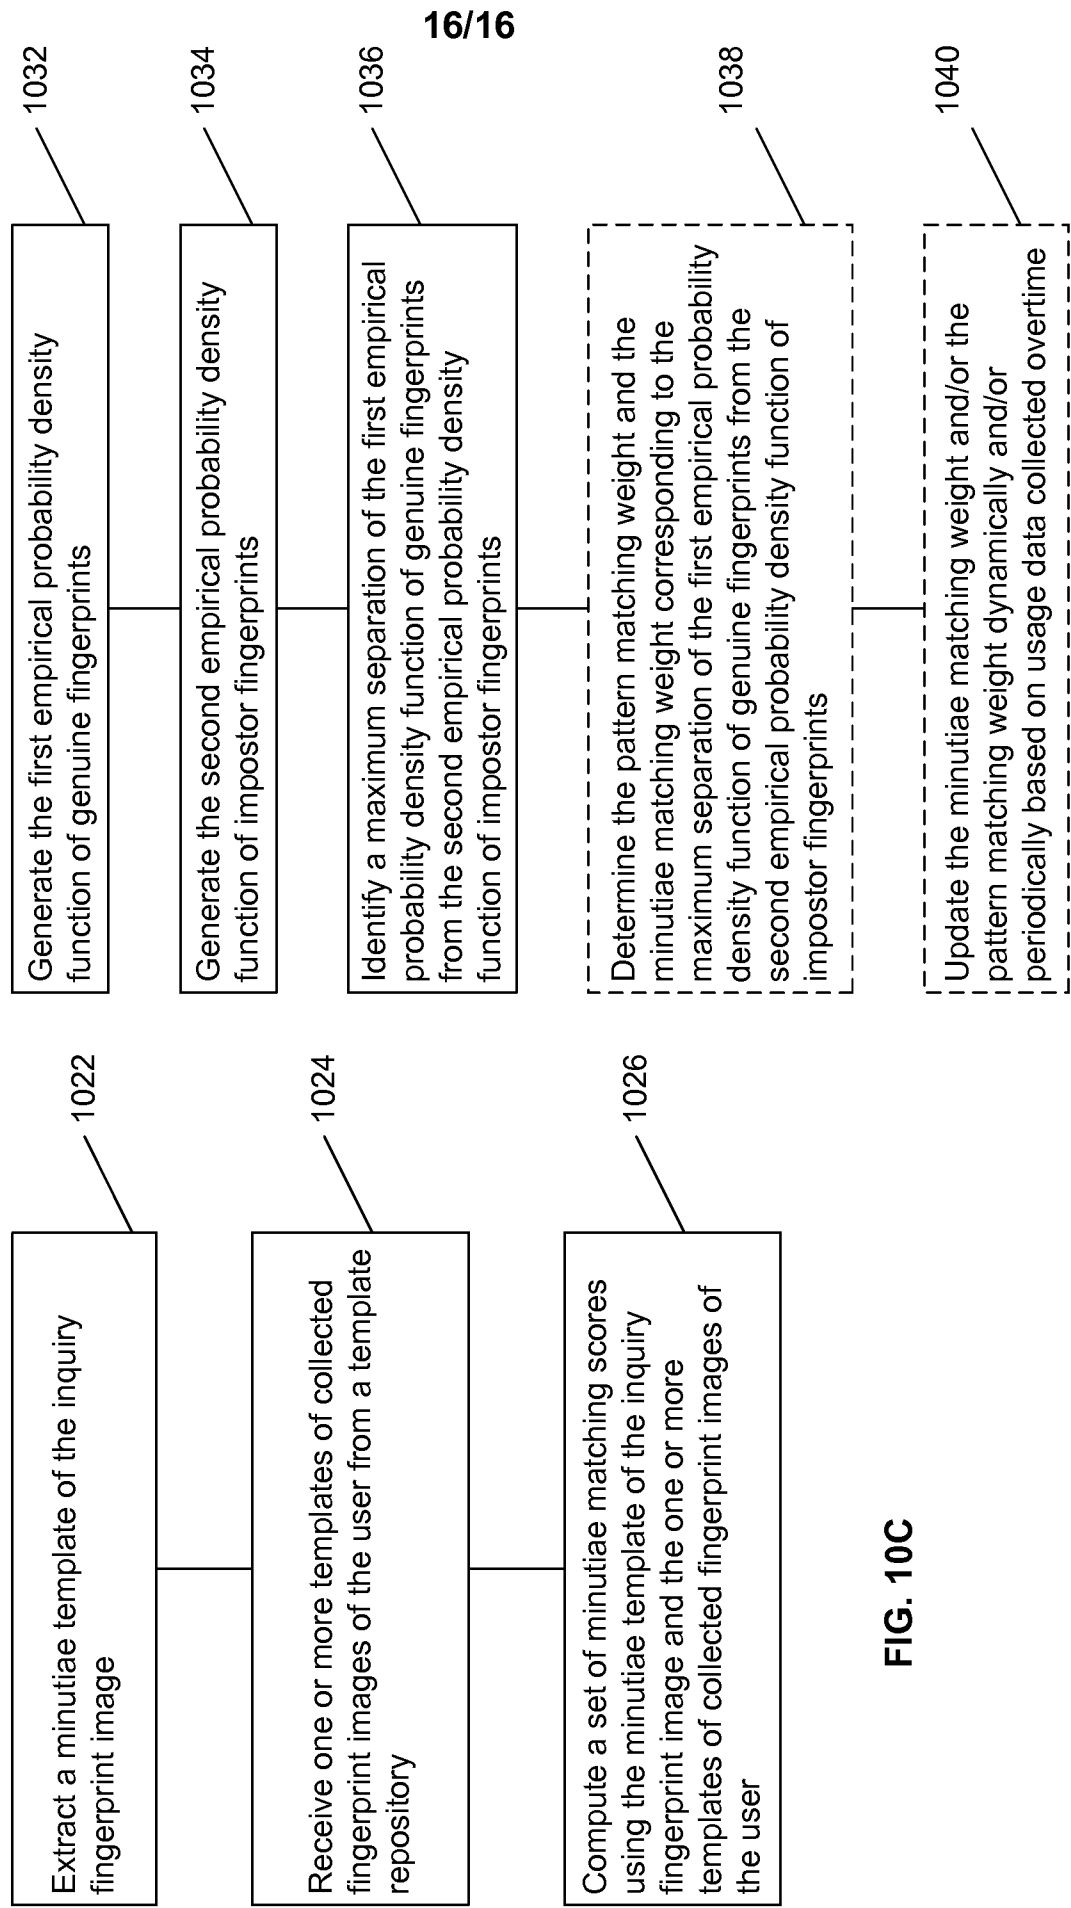 16/16
Extract a minutiae template of the inquiry
fingerprint image
1022
Receive one or more templates of collected
fingerprint images of the user from a template
repository
1024
Compute a set of minutiae matching scores
using the minutiae template of the inquiry
fingerprint image and the one or more
templates of collected fingerprint images of
the user
1026
Generate the first empirical probability density
function of genuine fingerprints
1032
Generate the second empirical probability density
function of impostor fingerprints
1034
Identify a maximum separation of the first empirical
probability density function of genuine fingerprints
from the second empirical probability density
function of impostor fingerprints
1036
Determine the pattern matching weight and the
minutiae matching weight corresponding to the
maximum separation of the first empirical probability
density function of genuine fingerprints from the
second empirical probability density function of
impostor fingerprints
1038
Update the minutiae matching weight and/or the
pattern matching weight dynamically and/or
periodically based on usage data collected overtime
1040
FIG. 10C